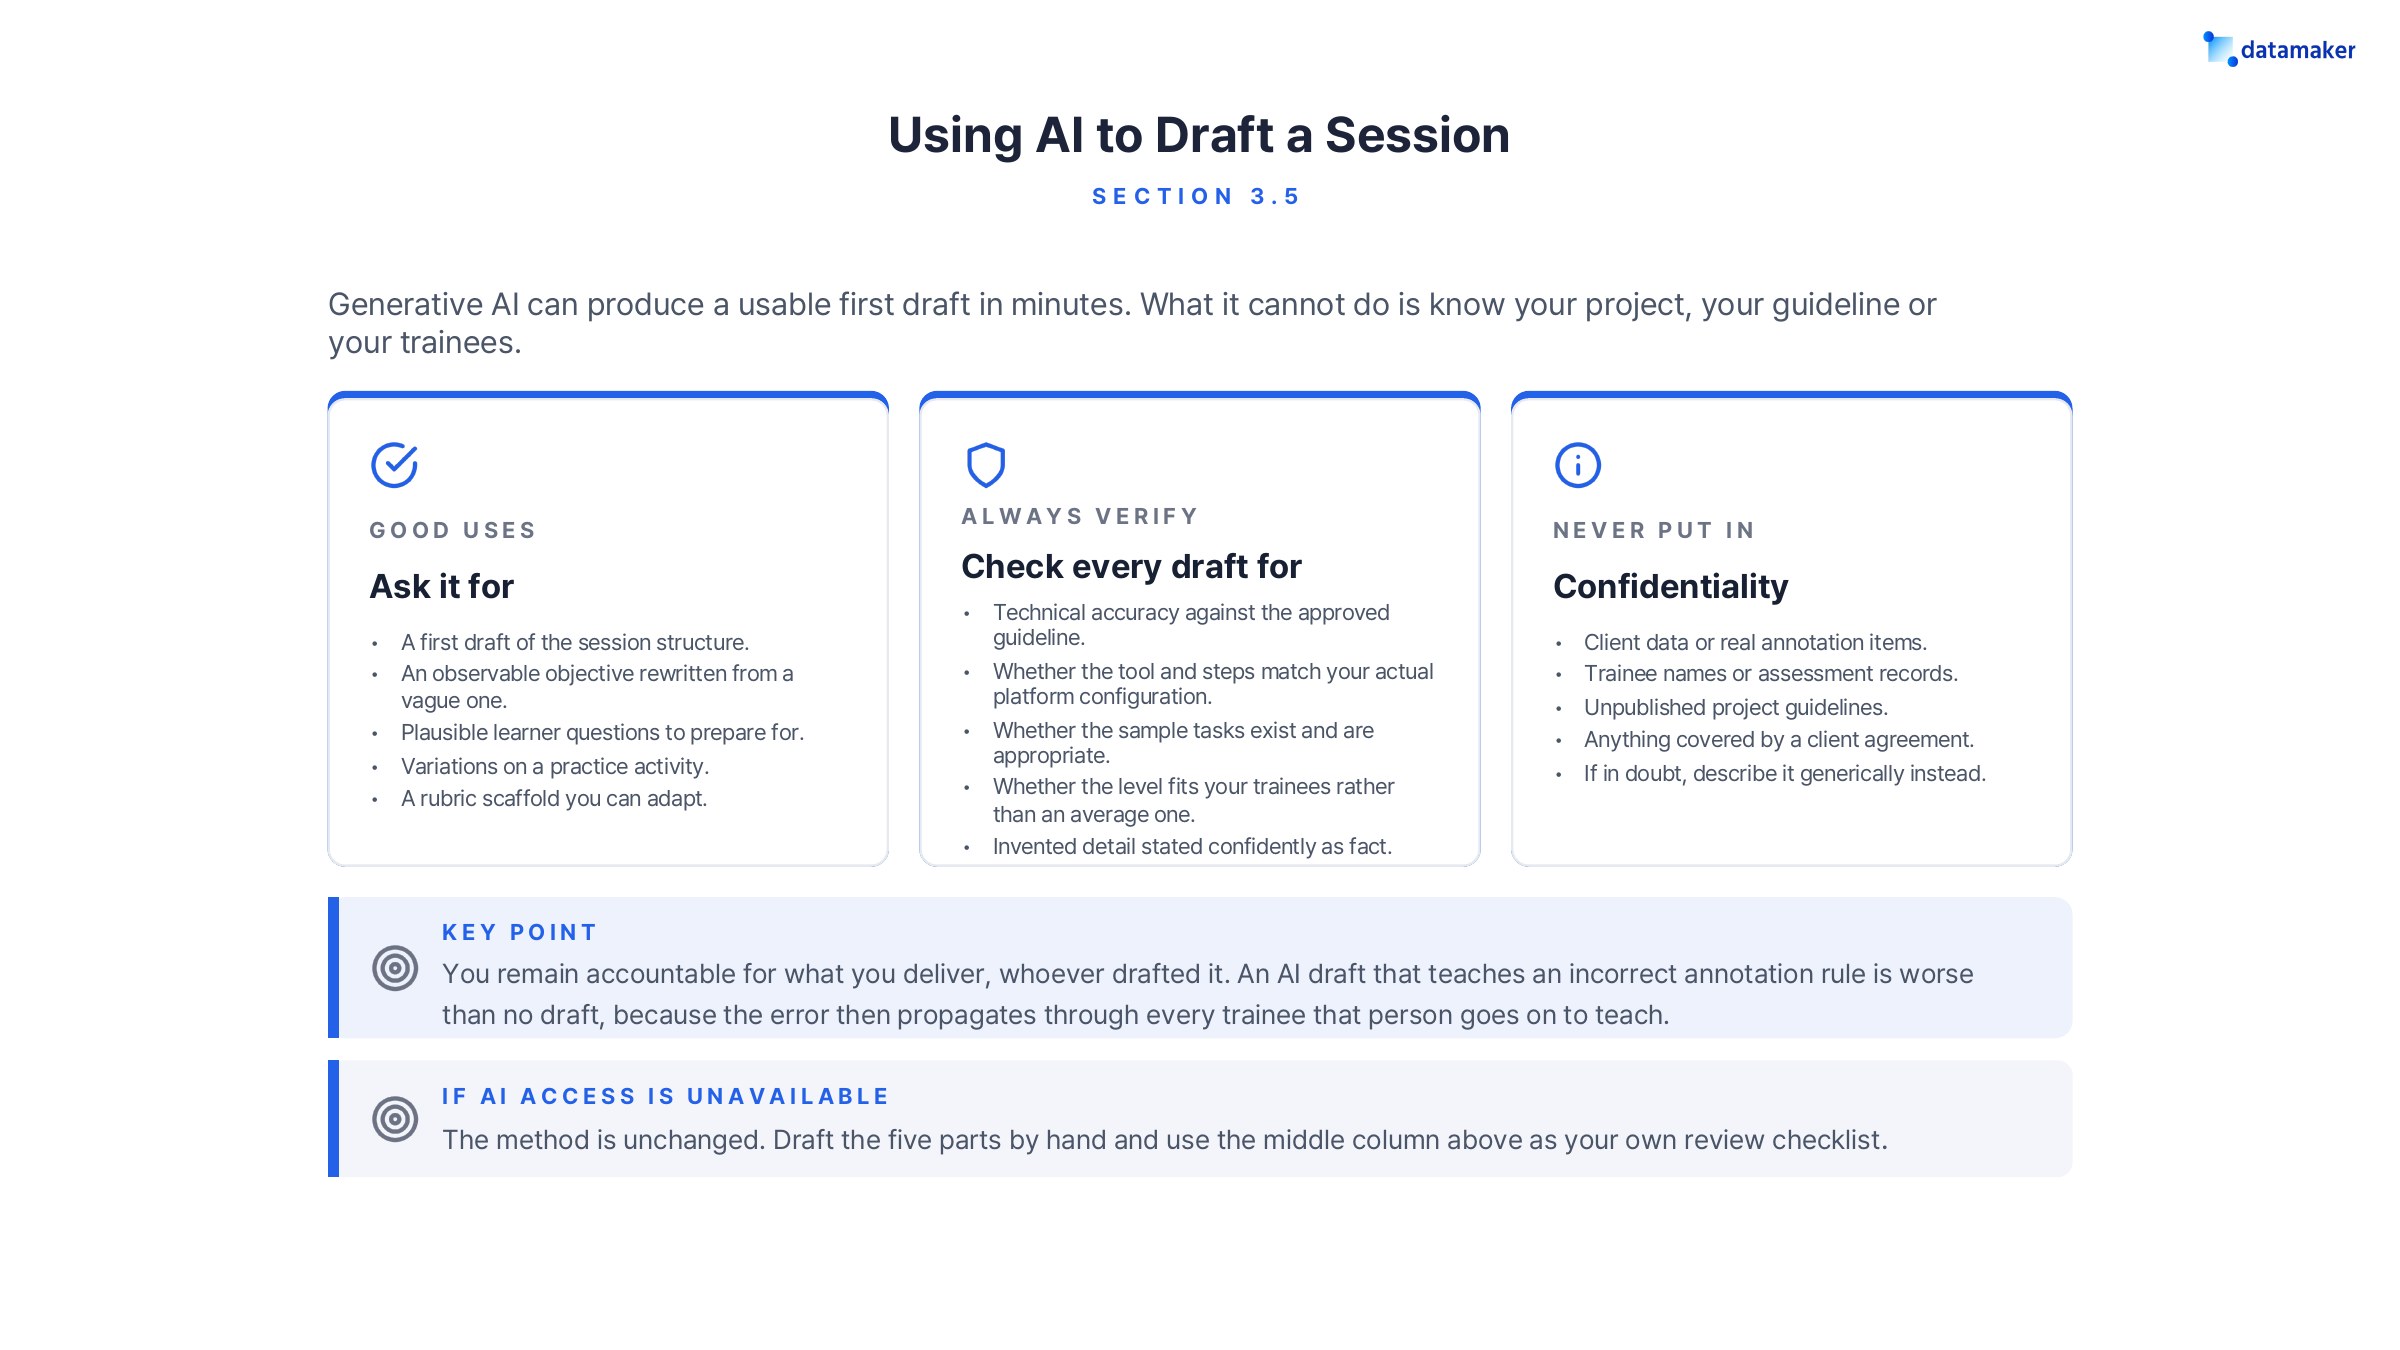 datamaker
Using AI to Draft a Session
SECTION 3.5
Generative AI can produce a usable first draft in minutes. What it cannot do is know your project, your guideline or
your trainees.
GOOD USES
Ask it for
• A first draft of the session structure.
• An observable objective rewritten from a
vague one.
• Plausible learner questions to prepare for.
• Variations on a practice activity.
• A rubric scaffold you can adapt.
ALWAYS VERIFY
Check every draft for
• Technical accuracy against the approved
guideline.
• Whether the tool and steps match your actual
platform configuration.
• Whether the sample tasks exist and are
appropriate.
• Whether the level fits your trainees rather
than an average one.
• Invented detail stated confidently as fact.
NEVER PUT IN
Confidentiality
• Client data or real annotation items.
• Trainee names or assessment records.
• Unpublished project guidelines.
• Anything covered by a client agreement.
• If in doubt, describe it generically instead.
KEY POINT
You remain accountable for what you deliver, whoever drafted it. An AI draft that teaches an incorrect annotation rule is worse
than no draft, because the error then propagates through every trainee that person goes on to teach.
IF AI ACCESS IS UNAVAILABLE
The method is unchanged. Draft the five parts by hand and use the middle column above as your own review checklist.